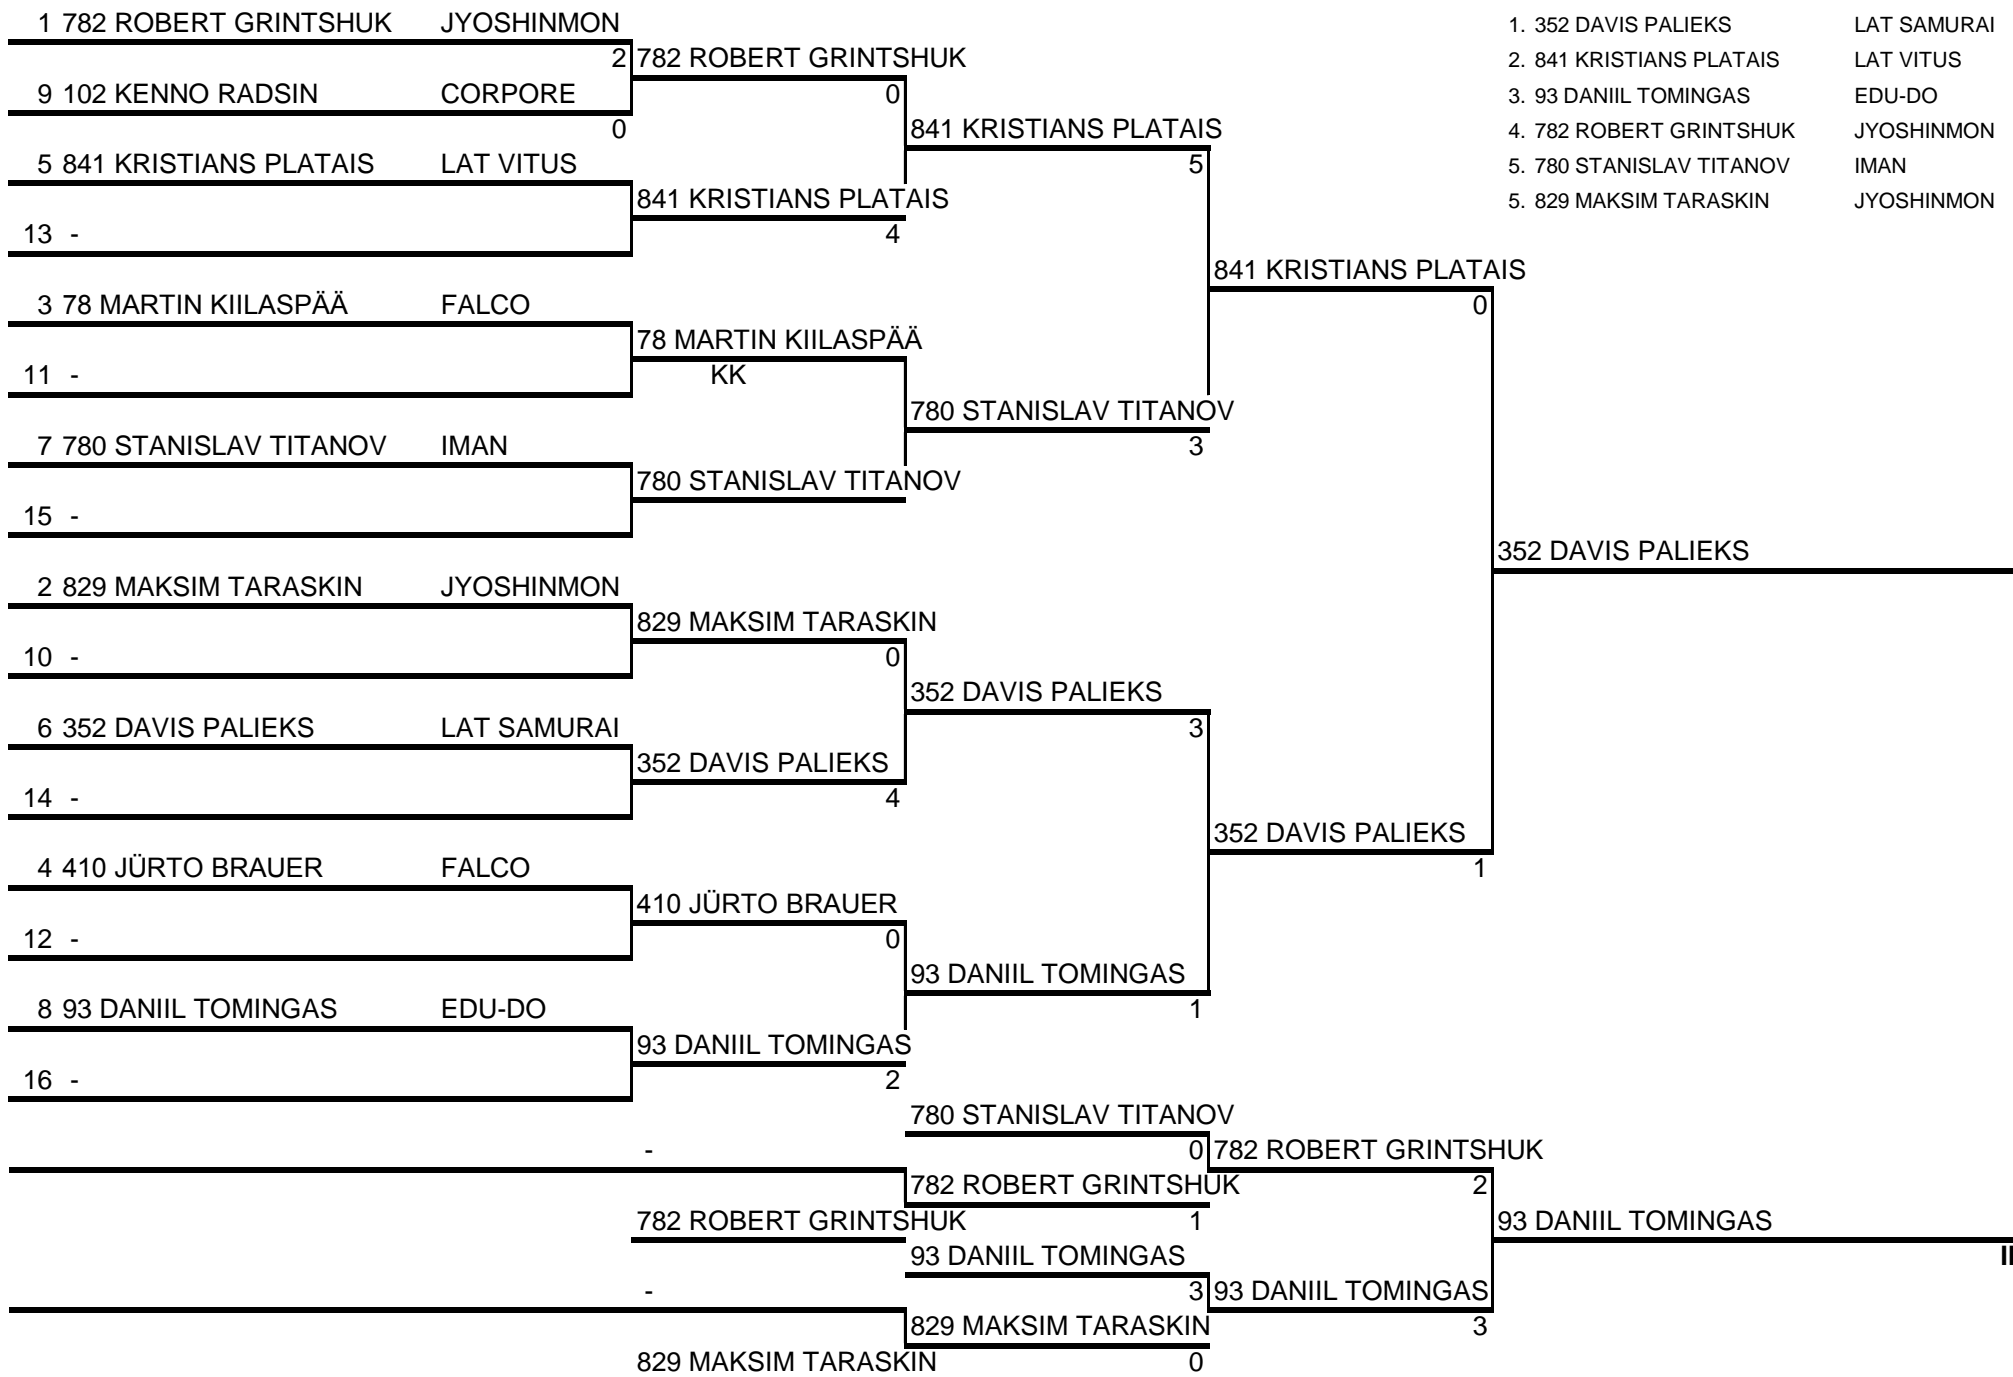 1 782 ROBERT GRINTSHUK JYOSHINMON
2
9 102 KENNO RADSIN CORPORE
0
5 841 KRISTIANS PLATAIS LAT VITUS
13 -
3 78 MARTIN KIILASPÄÄ FALCO
11 -
7 780 STANISLAV TITANOV IMAN
15 -
2 829 MAKSIM TARASKIN JYOSHINMON
10 -
6 352 DAVIS PALIEKS LAT SAMURAI
14 -
4 410 JÜRTO BRAUER FALCO
12 -
8 93 DANIIL TOMINGAS EDU-DO
16 -
782 ROBERT GRINTSHUK
0
841 KRISTIANS PLATAIS
4
78 MARTIN KIILASPÄÄ
KK
780 STANISLAV TITANOV
829 MAKSIM TARASKIN
0
352 DAVIS PALIEKS
4
410 JÜRTO BRAUER
0
93 DANIIL TOMINGAS
2
841 KRISTIANS PLATAIS
5
780 STANISLAV TITANOV
3
352 DAVIS PALIEKS
3
93 DANIIL TOMINGAS
1
841 KRISTIANS PLATAIS
0
352 DAVIS PALIEKS
1
352 DAVIS PALIEKS
1. 352 DAVIS PALIEKS LAT SAMURAI
2. 841 KRISTIANS PLATAIS LAT VITUS
3. 93 DANIIL TOMINGAS EDU-DO
4. 782 ROBERT GRINTSHUK JYOSHINMON
5. 780 STANISLAV TITANOV IMAN
5. 829 MAKSIM TARASKIN JYOSHINMON
-
782 ROBERT GRINTSHUK
-
829 MAKSIM TARASKIN
780 STANISLAV TITANOV
0
782 ROBERT GRINTSHUK
1
93 DANIIL TOMINGAS
3
829 MAKSIM TARASKIN
0
782 ROBERT GRINTSHUK
2
93 DANIIL TOMINGAS
3
93 DANIIL TOMINGAS